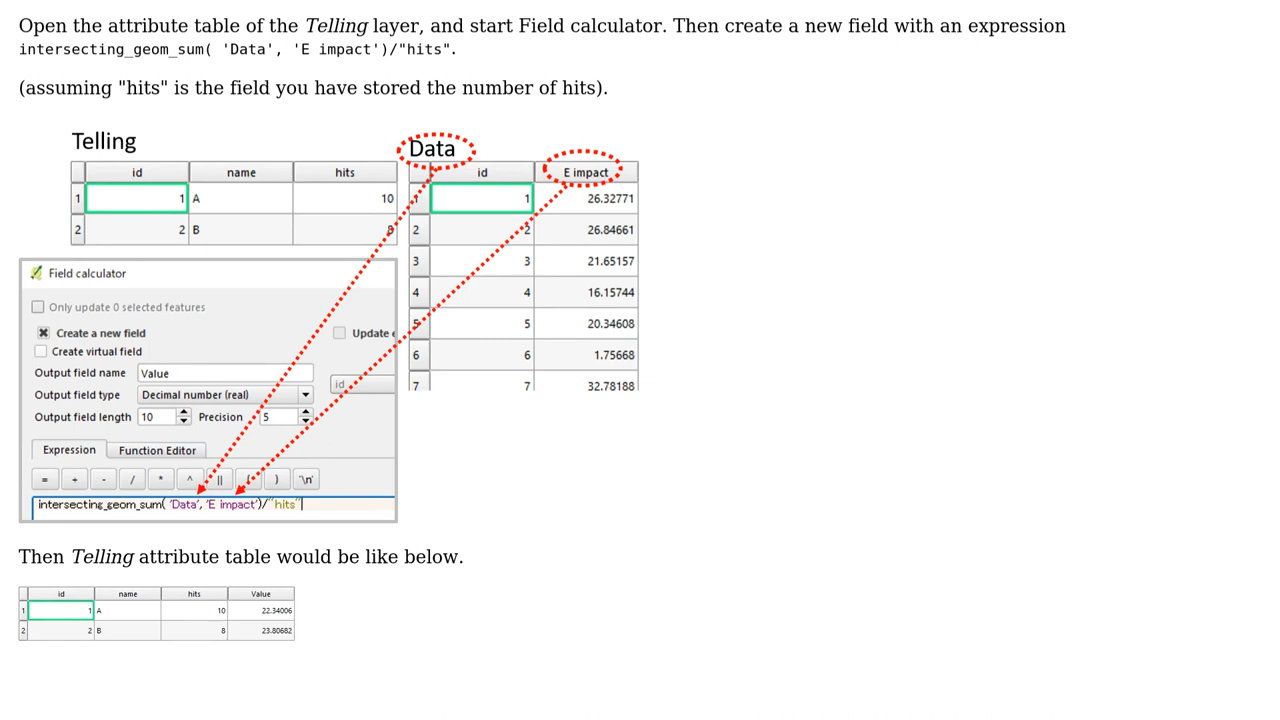 Open the attribute table of the Telling layer, and start Field calculator. Then create a new field with an expression
intersecting_geom_sum( 'Data', 'E impact')/"hits".
(assuming "hits" is the field you have stored the number of hits).
Telling
id name hits
1 1 A 10
2 2 B 8
Data
id E impact
1 1 26.32771
2 2 26.84661
3 3 21.65157
4 4 16.15744
5 5 20.34608
6 6 1.75668
7 7 32.78188
Field calculator
Only update 0 selected features
Create a new field Update e
Create virtual field
Output field name Value
id
Output field type Decimal number (real)
Output field length 10 Precision 5
Expression Function Editor
= + - / * ^ || ( ) '\n'
intersecting_geom_sum( 'Data', 'E impact')/"hits"
Then Telling attribute table would be like below.
id name hits Value
1 1 A 10 22.34006
2 2 B 8 23.80682